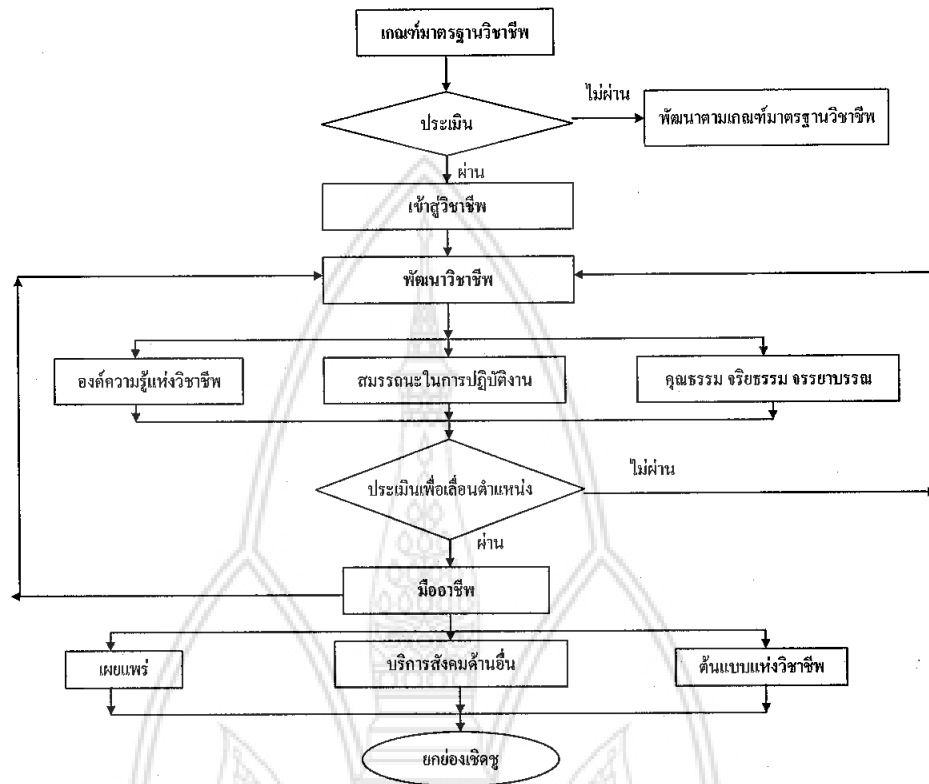 เกณฑ์มาตรฐานวิชาชีพ
ไม่ผ่าน
ประเมิน
พัฒนาตามเกณฑ์มาตรฐานวิชาชีพ
ผ่าน
เข้าสู่วิชาชีพ
พัฒนาวิชาชีพ
องค์ความรู้แห่งวิชาชีพ
สมรรถนะในการปฏิบัติงาน
คุณธรรม จริยธรรม จรรยาบรรณ
ไม่ผ่าน
ประเมินเพื่อเลื่อนตำแหน่ง
ผ่าน
มืออาชีพ
เผยแพร่
บริการสังคมด้านอื่น
ต้นแบบแห่งวิชาชีพ
ยกย่องเชิดชู